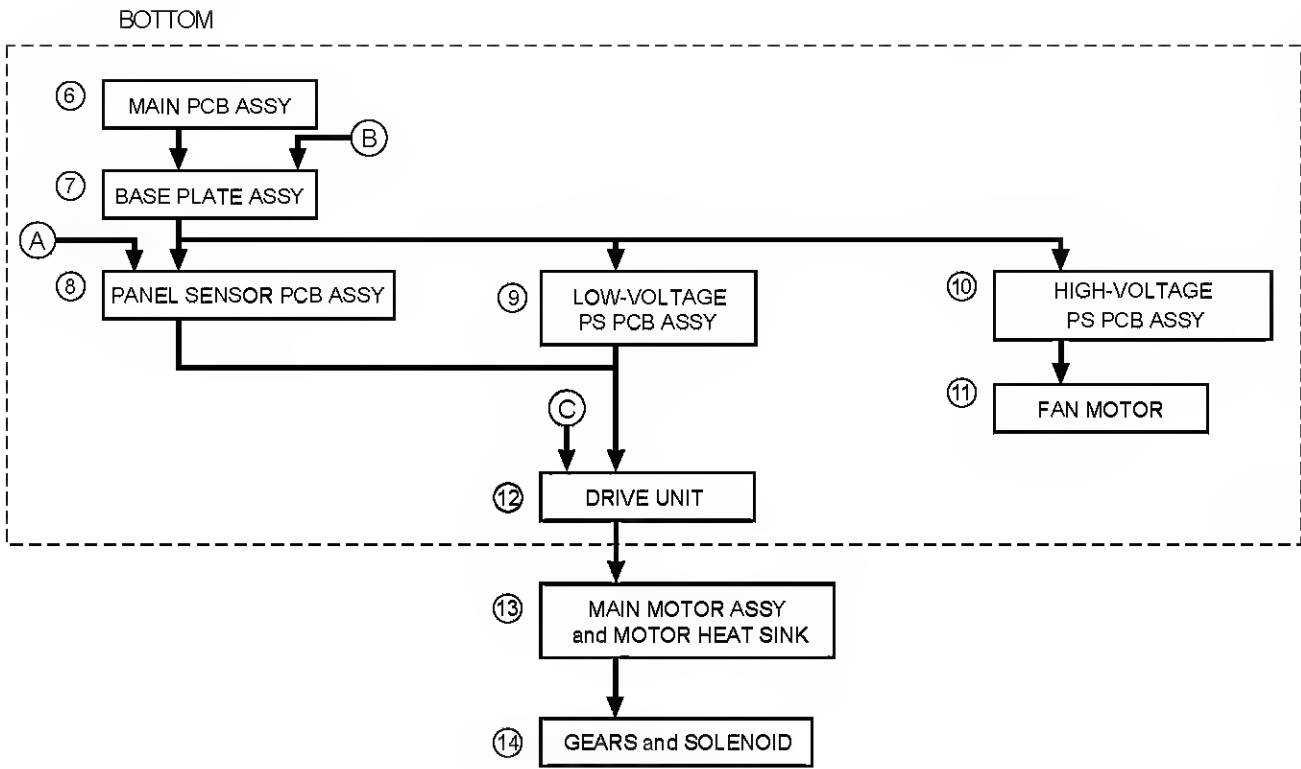 BOTTOM
6
MAIN PCB ASSY
B
7
BASE PLATE ASSY
A
8
PANEL SENSOR PCB ASSY
9
LOW-VOLTAGE
PS PCB ASSY
10
HIGH-VOLTAGE
PS PCB ASSY
11
FAN MOTOR
C
12
DRIVE UNIT
13
MAIN MOTOR ASSY
and MOTOR HEAT SINK
14
GEARS and SOLENOID